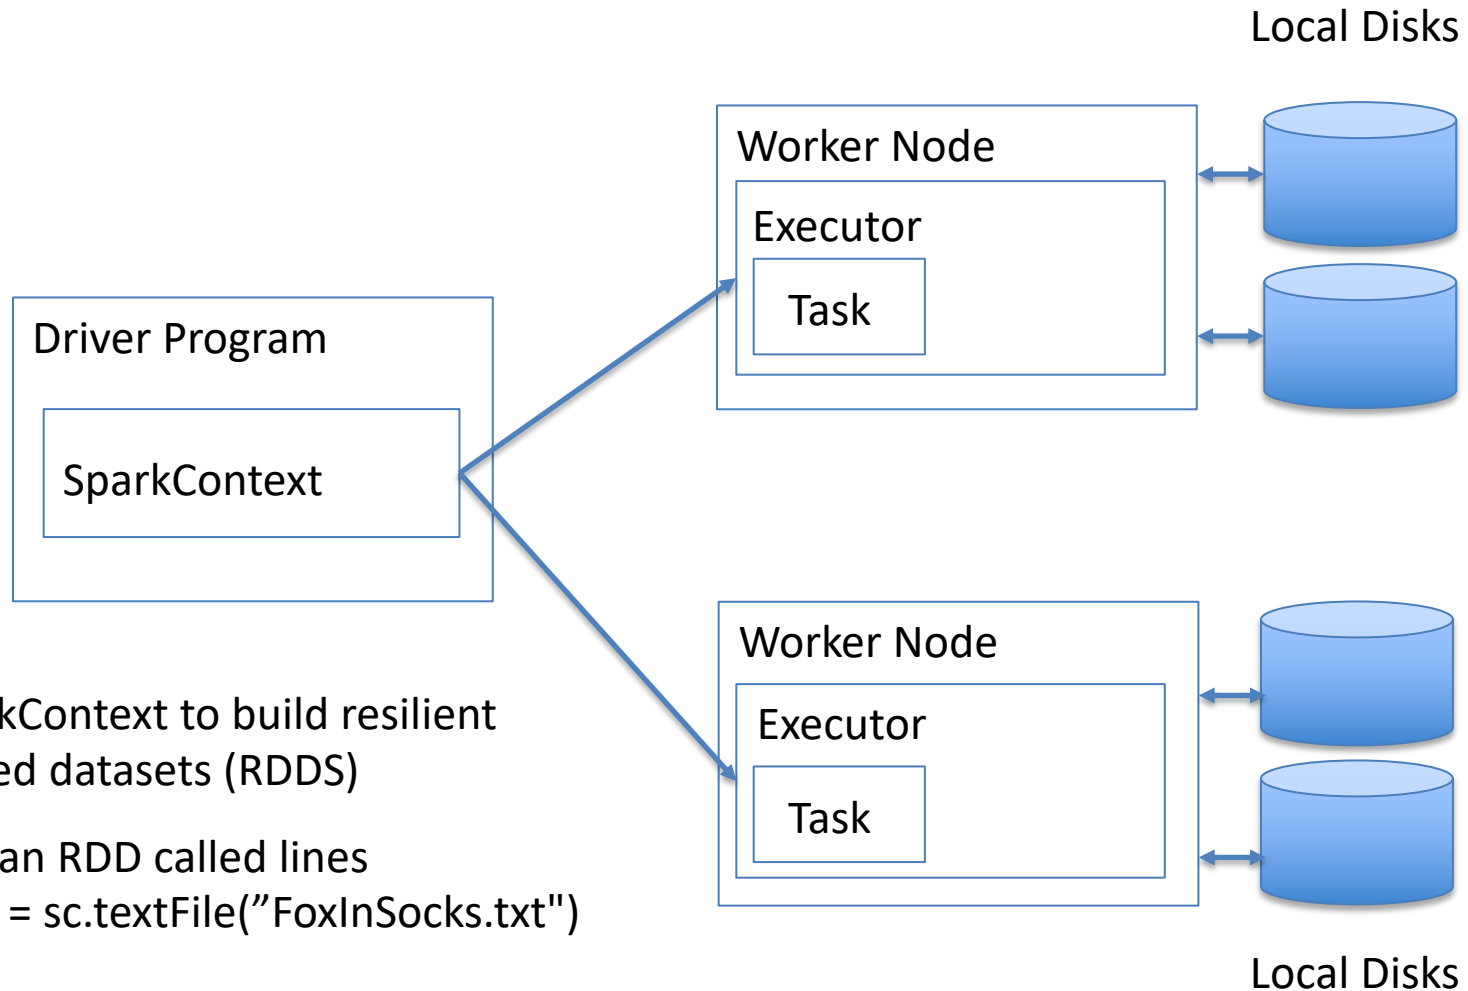 Local Disks
Worker Node
Executor
Task
Driver Program
SparkContext
Worker Node
Executor
Task
kContext to build resilient
ed datasets (RDDS)
an RDD called lines
= sc.textFile(”FoxInSocks.txt")
Local Disks